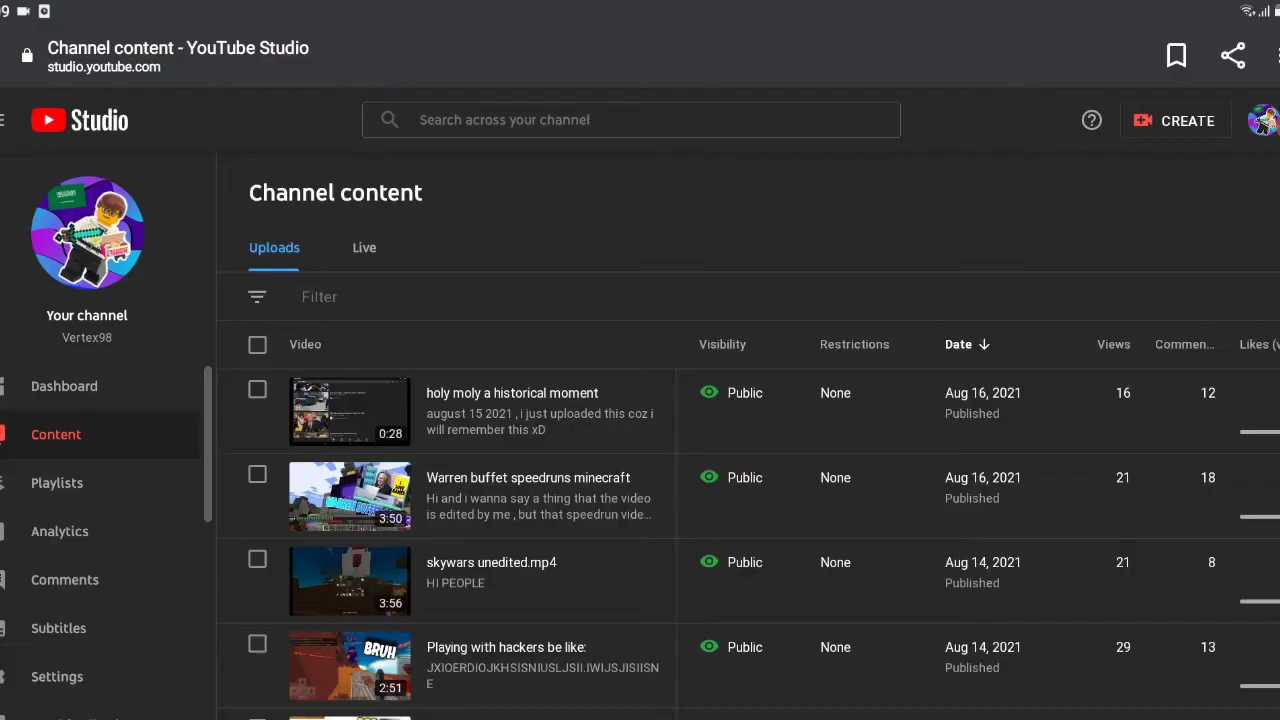 09
Channel content - YouTube Studio
studio.youtube.com
Studio
Search across your channel
CREATE
Channel content
Uploads
Live
Your channel
Vertex98
Filter
Video
Visibility
Restrictions
Date
Views
Commen...
Likes (v
Dashboard
Content
Playlists
Analytics
Comments
Subtitles
Settings
0:28
holy moly a historical moment
august 15 2021 , i just uploaded this coz i
will remember this xD
Public
None
Aug 16, 2021
Published
16
12
3:50
Warren buffet speedruns minecraft
Hi and i wanna say a thing that the video
is edited by me , but that speedrun vide...
Public
None
Aug 16, 2021
Published
21
18
3:56
skywars unedited.mp4
HI PEOPLE
Public
None
Aug 14, 2021
Published
21
8
BRUH
2:51
Playing with hackers be like:
JXIOERDIOJKHSISNIUSLJSII.IWIJSJISIISN
E
Public
None
Aug 14, 2021
Published
29
13